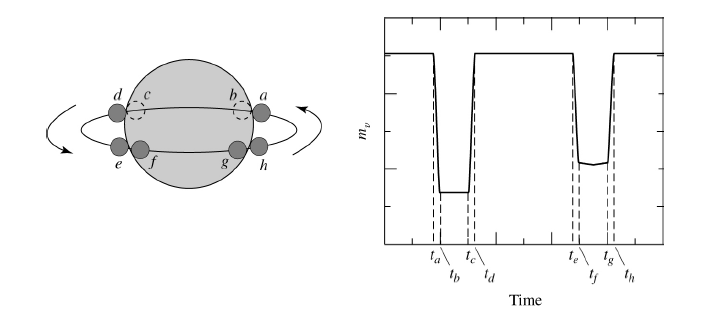 d c b a
e f g h
m_v
t_a t_c t_e t_g
t_b t_d t_f t_h
Time